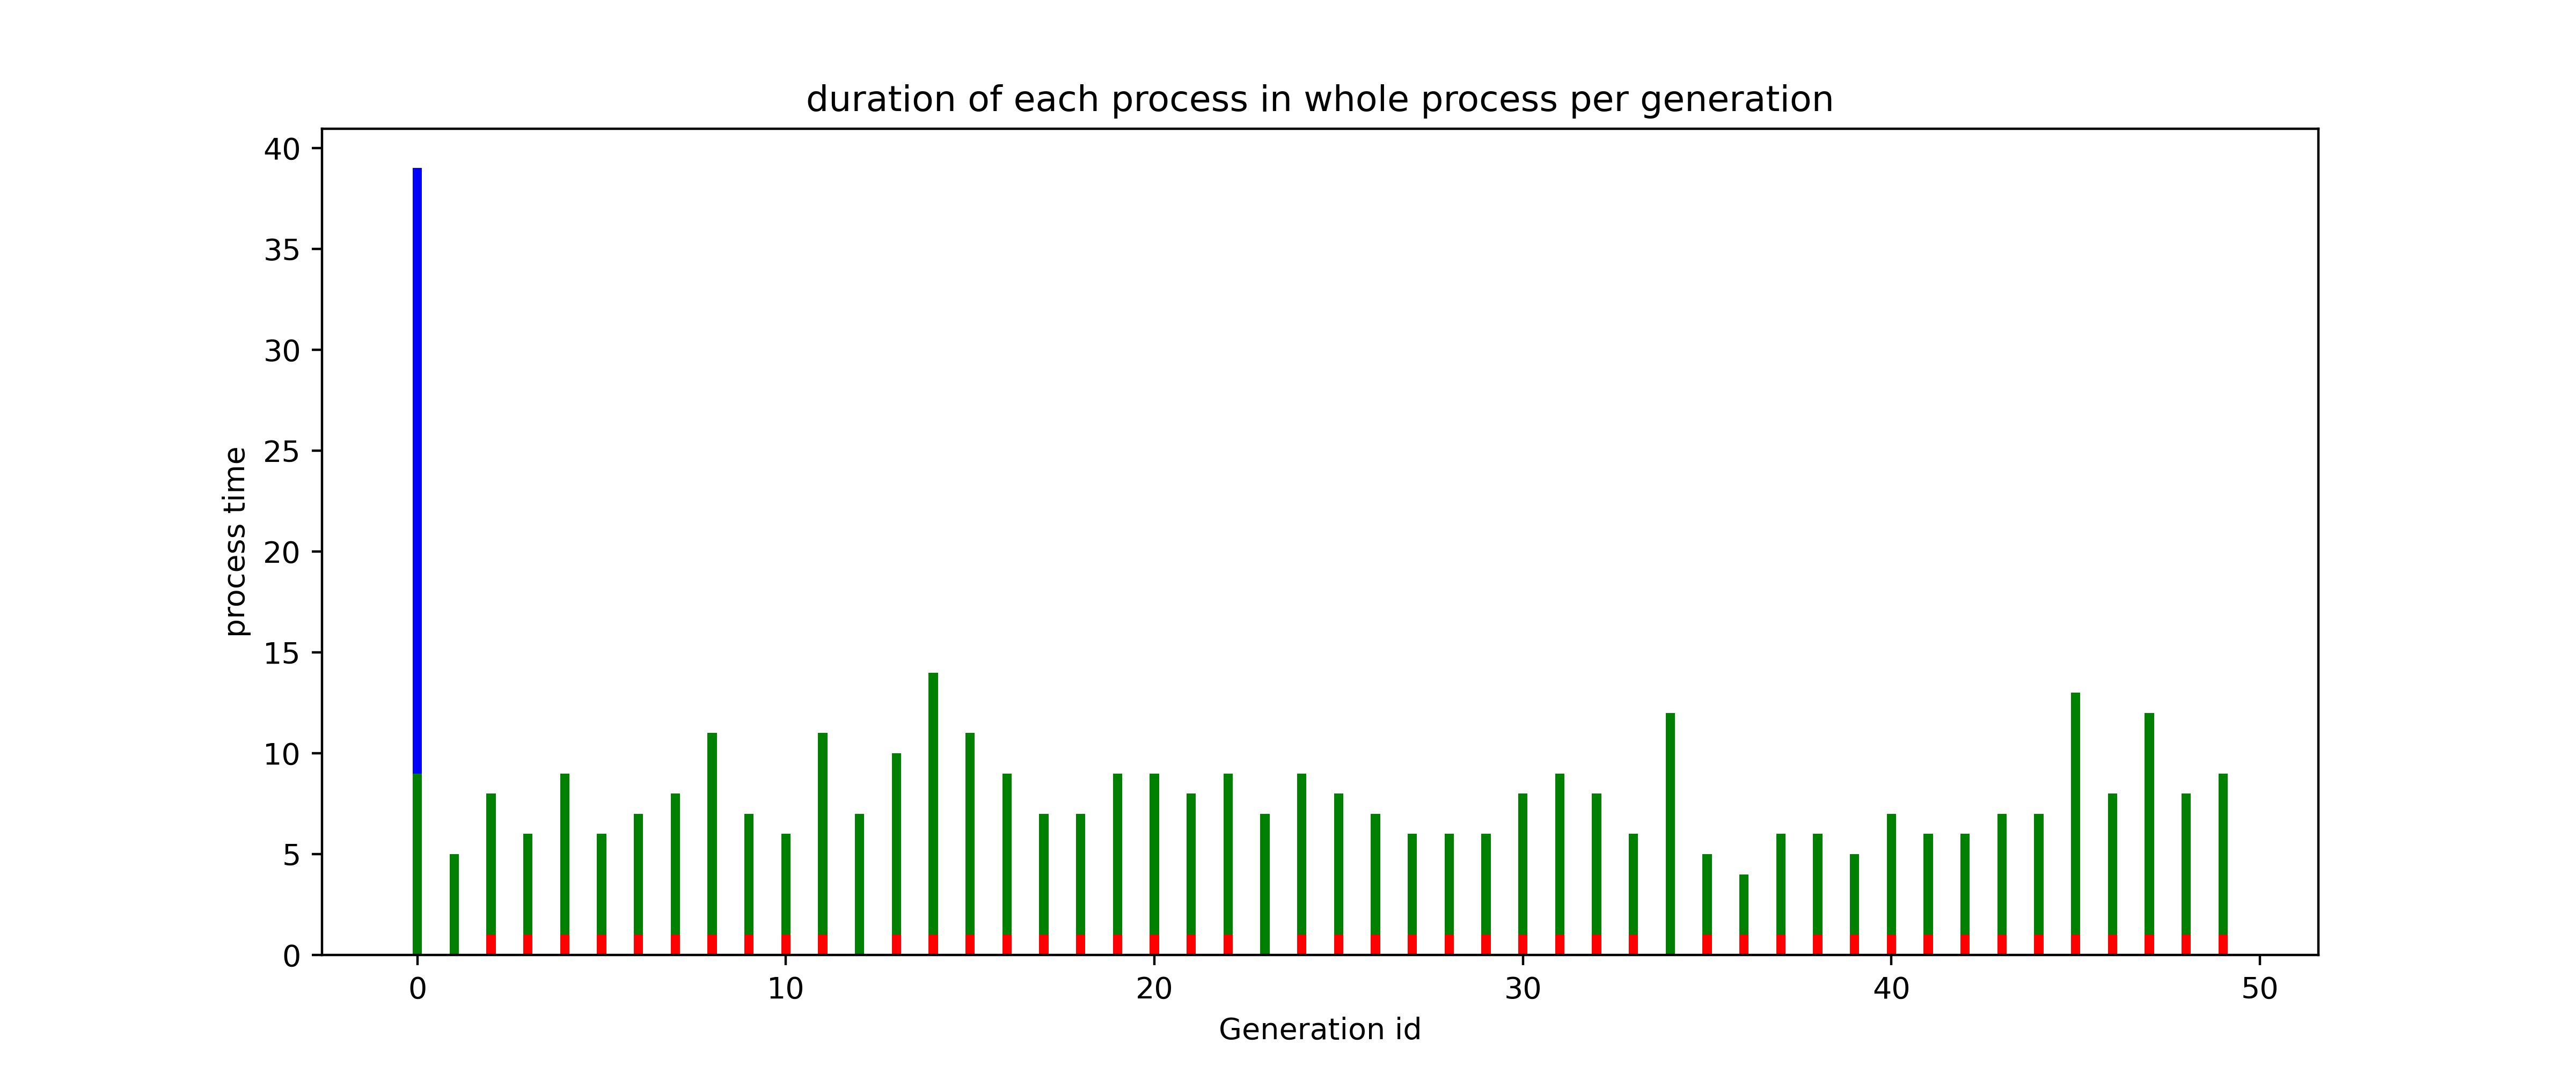 duration of each process in whole process per generation
40
35
30
25
20
15
10
5
0
process time
0 10 20 30 40 50
Generation id